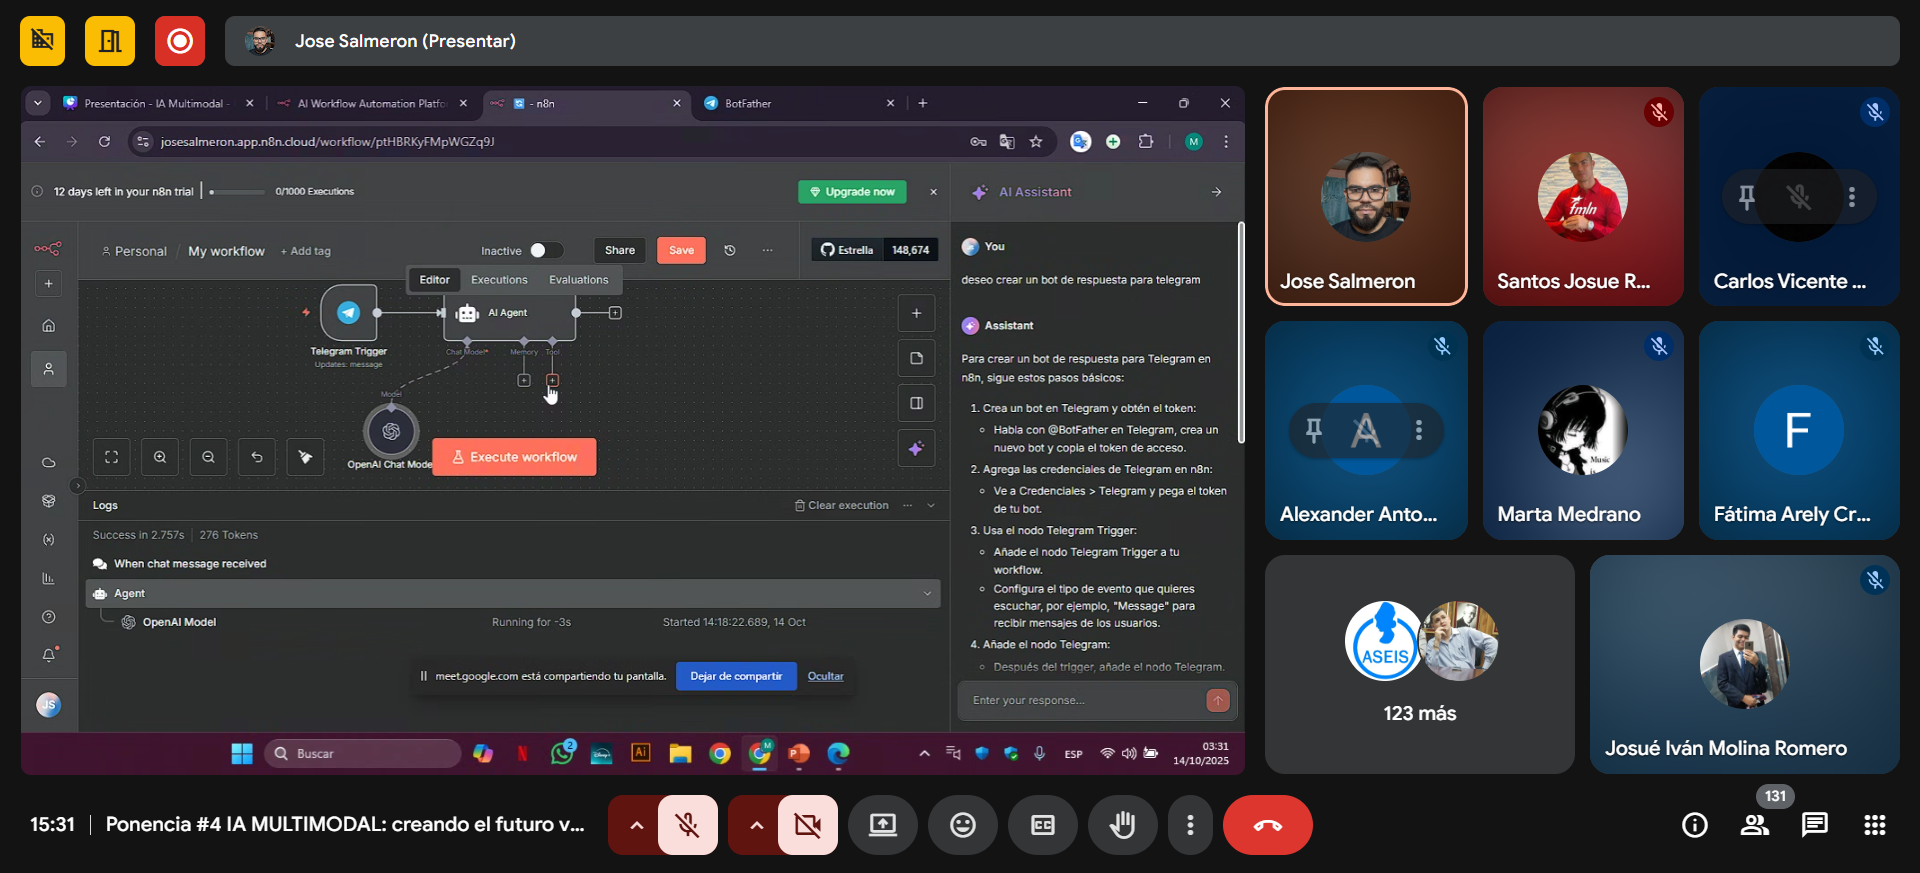 Jose Salmeron (Presentar)
Presentación - IA Multimodal -
AI Workflow Automation Platfo
- n8n
BotFather
josesalmeron.app.n8n.cloud/workflow/ptHBRKyFMpWGZq9J
M
12 days left in your n8n trial
0/1000 Executions
Upgrade now
AI Assistant
Personal / My workflow
+ Add tag
Inactive
Share
Save
Estrella
148,674
Editor
Executions
Evaluations
AI Agent
Telegram Trigger
Updates: message
Chat Model*
Memory
Tool
Model
OpenAI Chat Mode
Execute workflow
You
deseo crear un bot de respuesta para telegram
Assistant
Para crear un bot de respuesta para Telegram en
n8n, sigue estos pasos básicos:
1. Crea un bot en Telegram y obtén el token:
Habla con @BotFather en Telegram, crea un
nuevo bot y copia el token de acceso.
2. Agrega las credenciales de Telegram en n8n:
Ve a Credenciales > Telegram y pega el token
de tu bot.
3. Usa el nodo Telegram Trigger:
Añade el nodo Telegram Trigger a tu
workflow.
Configura el tipo de evento que quieres
escuchar, por ejemplo, "Message" para
recibir mensajes de los usuarios.
4. Añade el nodo Telegram:
Después del trigger, añade el nodo Telegram.
Enter your response...
Logs
Clear execution
Success in 2.757s
276 Tokens
When chat message received
Agent
OpenAI Model
Running for -3s
Started 14:18:22.689, 14 Oct
meet.google.com está compartiendo tu pantalla.
Dejar de compartir
Ocultar
JS
Buscar
2
Ai
M
ESP
03:31
14/10/2025
Jose Salmeron
fmln
Santos Josue R...
Carlos Vicente ...
A
Alexander Anto...
Music
Marta Medrano
F
Fátima Arely Cr...
ASEIS
123 más
Josué Iván Molina Romero
15:31
Ponencia #4 IA MULTIMODAL: creando el futuro v...
CC
131